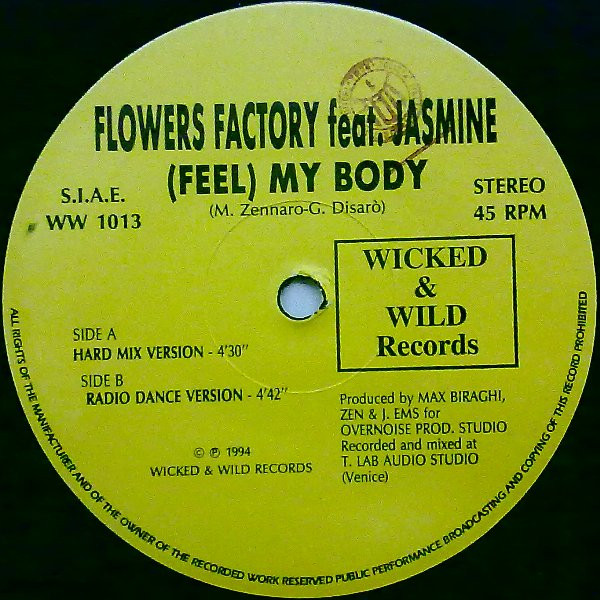 FLOWERS FACTORY feat. JASMINE
(FEEL) MY BODY
(M. Zennaro-G. Disarò)
S.I.A.E.
WW 1013
STEREO
45 RPM
WICKED
&
WILD
Records
SIDE A
HARD MIX VERSION - 4'30"
SIDE B
RADIO DANCE VERSION - 4'42"
Produced by MAX BIRAGHI,
ZEN & J. EMS for
OVERNOISE PROD. STUDIO
Recorded and mixed at
T. LAB AUDIO STUDIO
(Venice)
© ℗ 1994
WICKED & WILD RECORDS
ALL RIGHTS OF THE MANIFACTURER AND OF THE OWNER OF THE RECORDED WORK RESERVED PUBLIC PERFORMANCE BROADCASTING AND COPYING OF THIS RECORD PROHIBITED